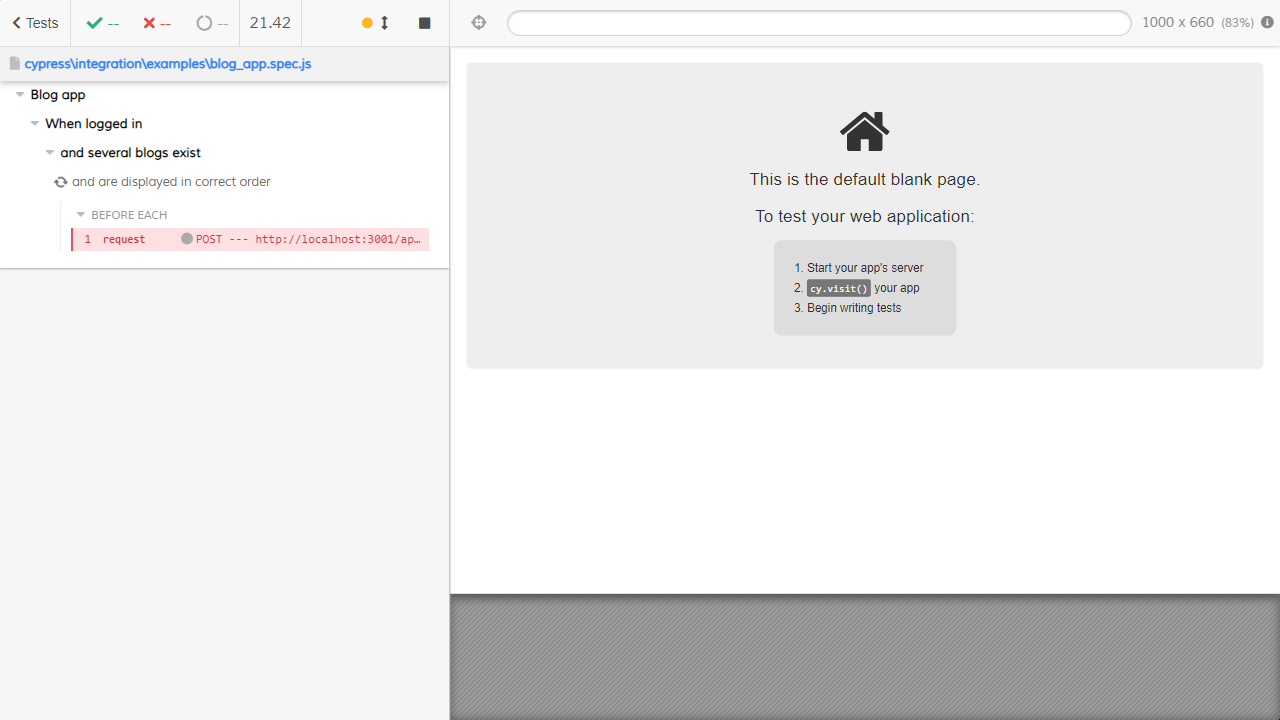 Tests -- -- -- 21.42 1000 x 660 (83%)
cypress\integration\examples\blog_app.spec.js
Blog app
When logged in
and several blogs exist
and are displayed in correct order
BEFORE EACH
1 request POST --- http://localhost:3001/ap…
This is the default blank page.
To test your web application:
1. Start your app's server
2. cy.visit() your app
3. Begin writing tests